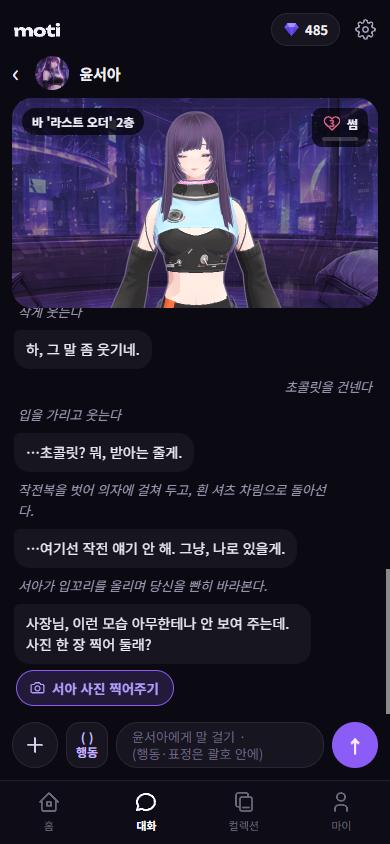 moti
485
윤서아
바 '라스트 오더' 2층
3 썸
작게 웃는다
하, 그 말 좀 웃기네.
초콜릿을 건넨다
입을 가리고 웃는다
…초콜릿? 뭐, 받아는 줄게.
작전복을 벗어 의자에 걸쳐 두고, 흰 셔츠 차림으로 돌아선
다.
…여기선 작전 얘기 안 해. 그냥, 나로 있을게.
서아가 입꼬리를 올리며 당신을 빤히 바라본다.
사장님, 이런 모습 아무한테나 안 보여 주는데.
사진 한 장 찍어 둘래?
서아 사진 찍어주기
( )
행동
윤서아에게 말 걸기 ·
(행동·표정은 괄호 안에)
홈
대화
컬렉션
마이